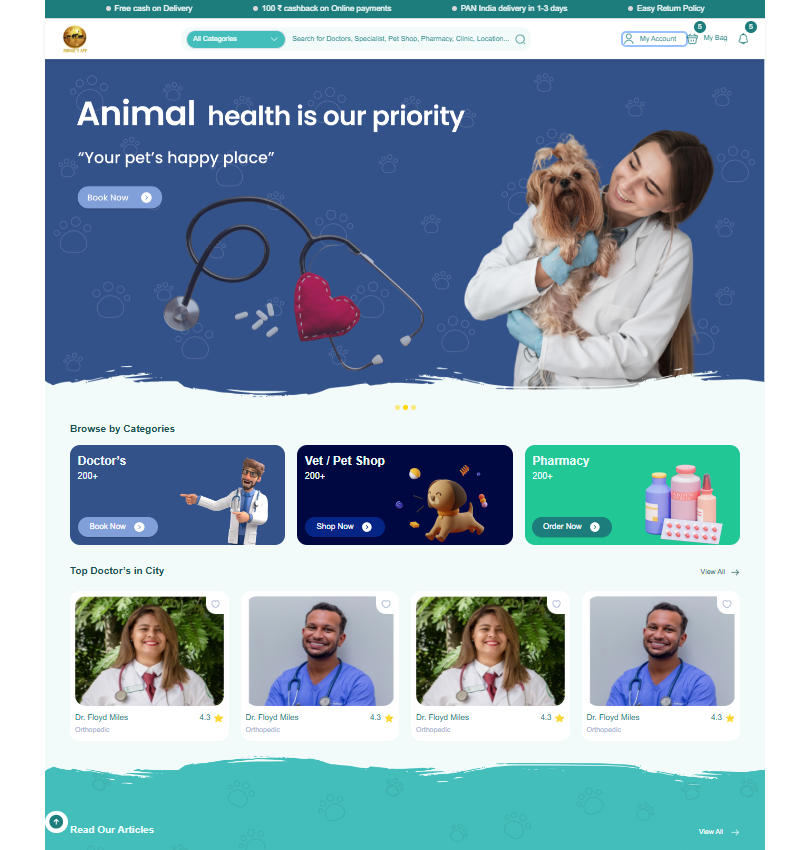 Free cash on Delivery
100 ₹ cashback on Online payments
PAN India delivery in 1-3 days
Easy Return Policy
All Categories
Search for Doctors, Specialist, Pet Shop, Pharmacy, Clinic, Location...
My Account
5
My Bag
5
Animal health is our priority
“Your pet’s happy place”
Book Now
Browse by Categories
Doctor’s
200+
Book Now
Vet / Pet Shop
200+
Shop Now
Pharmacy
200+
Order Now
Top Doctor’s in City
View All
Dr. Floyd Miles
4.3
Orthopedic
Dr. Floyd Miles
4.3
Orthopedic
Dr. Floyd Miles
4.3
Orthopedic
Dr. Floyd Miles
4.3
Orthopedic
Read Our Articles
View All